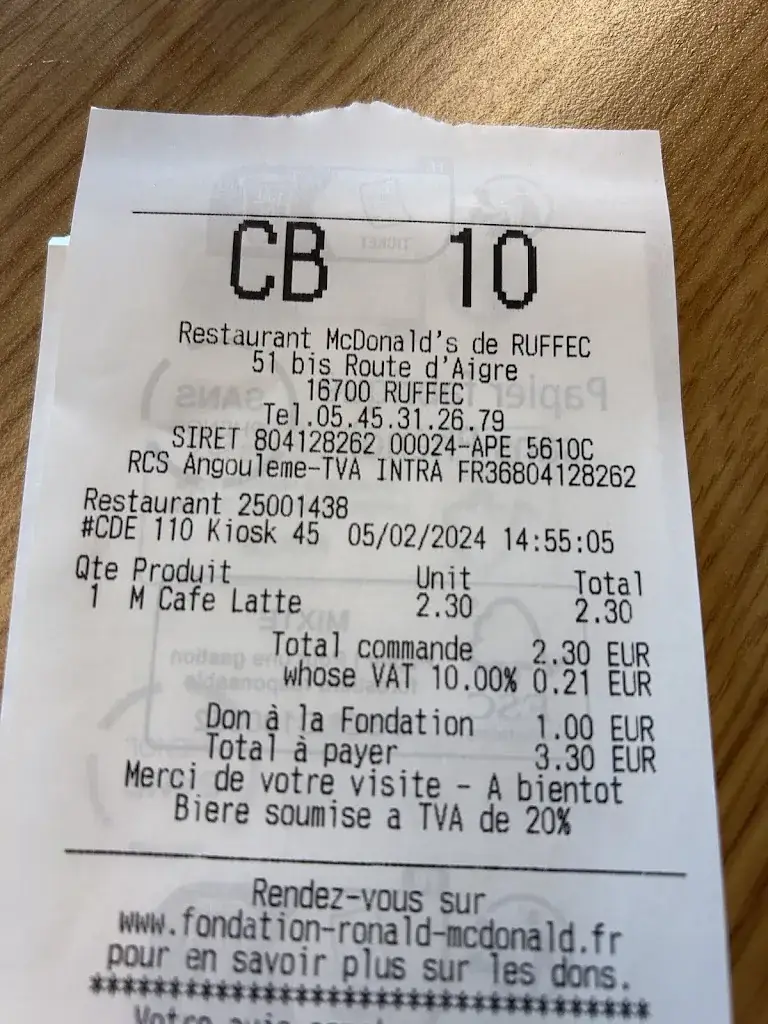 CB 10
Restaurant McDonald's de RUFFEC
51 bis Route d'Aigre
16700 RUFFEC
Tel.05.45.31.26.79
SIRET 804128262 00024-APE 5610C
RCS Angouleme-TVA INTRA FR36804128262
Restaurant 25001438
#CDE 110 Kiosk 45 05/02/2024 14:55:05
Qte Produit Unit Total
1 M Cafe Latte 2.30 2.30
Total commande 2.30 EUR
whose VAT 10.00% 0.21 EUR
Don à la Fondation 1.00 EUR
Total à payer 3.30 EUR
Merci de votre visite - A bientot
Biere soumise a TVA de 20%
Rendez-vous sur
www.fondation-ronald-mcdonald.fr
pour en savoir plus sur les dons.
************************************
Votre avis